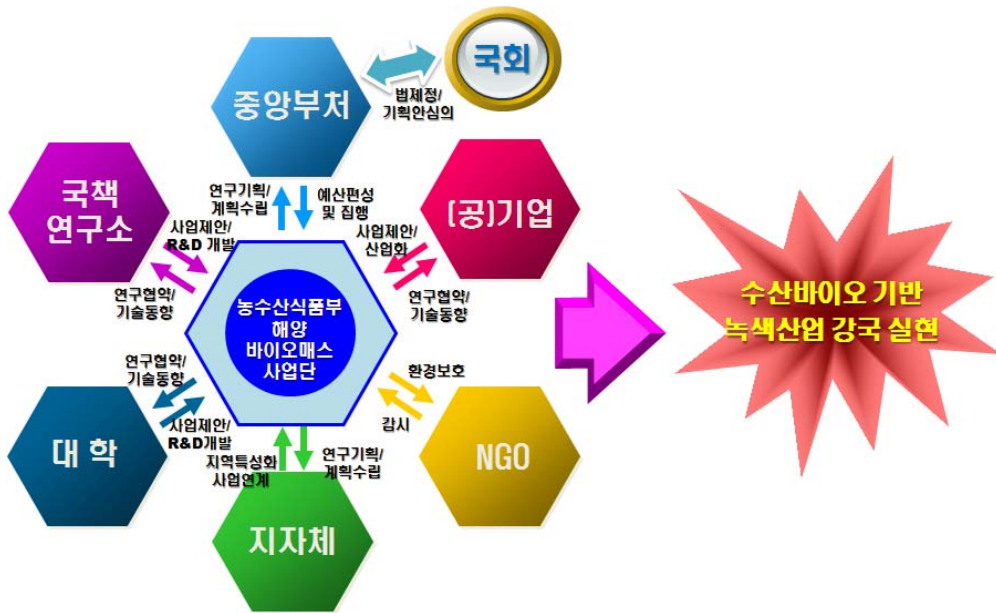 국회
중앙부처
법제정/
기획안심의
국책
연구소
연구기획/
계획수립
예산편성
및 집행
(공)기업
사업제안/
R&D 개발
사업제안/
산업화
연구협약/
기술동향
연구협약/
기술동향
농수산식품부
해양
바이오매스
사업단
수산바이오 기반
녹색산업 강국 실현
연구협약/
기술동향
환경보호
감시
사업제안/
R&D개발
대 학
NGO
지역특성화
사업연계
연구기획/
계획수립
지자체